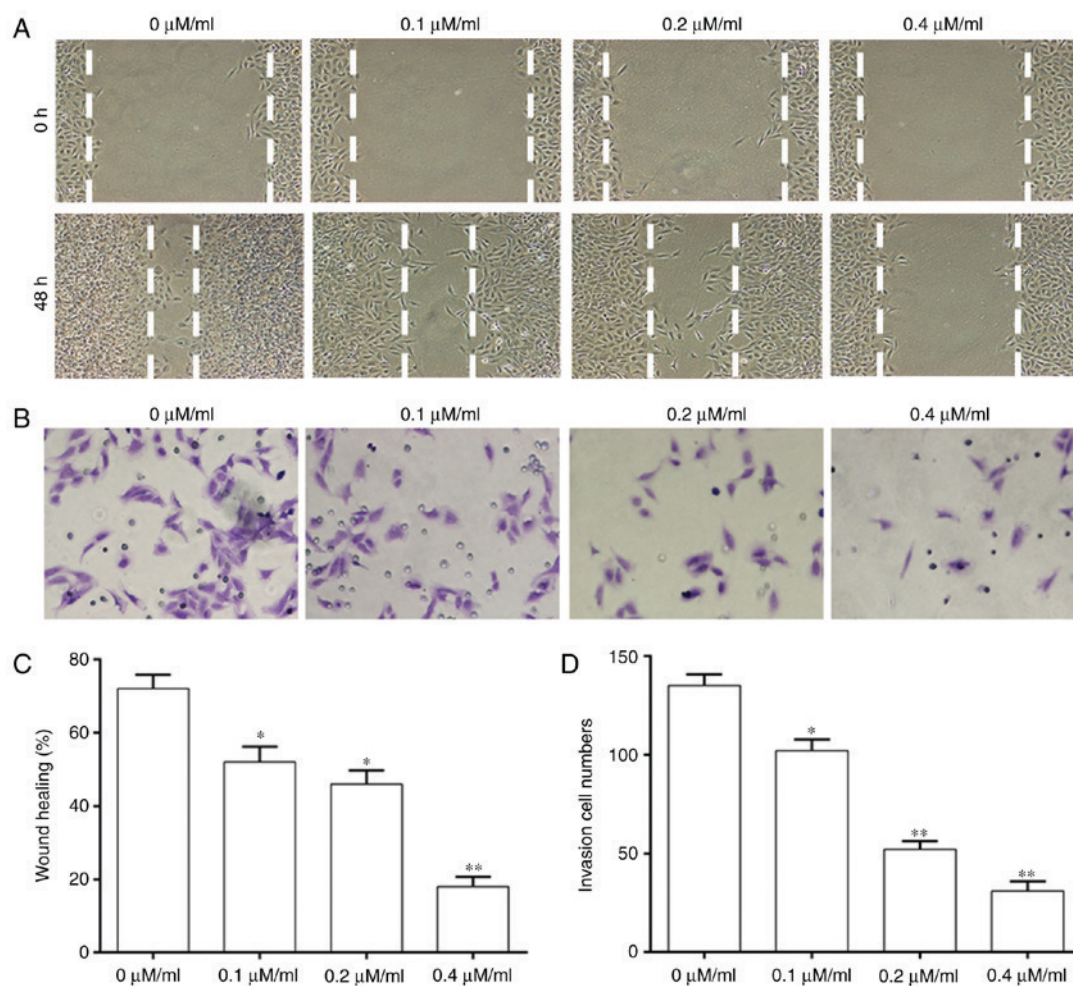 A
0 μM/ml 0.1 μM/ml 0.2 μM/ml 0.4 μM/ml
0 h
48 h
B
0 μM/ml 0.1 μM/ml 0.2 μM/ml 0.4 μM/ml
C
Wound healing (%)
80
60
40
20
0
*
*
**
0 μM/ml 0.1 μM/ml 0.2 μM/ml 0.4 μM/ml
D
Invasion cell numbers
150
100
50
0
*
**
**
0 μM/ml 0.1 μM/ml 0.2 μM/ml 0.4 μM/ml